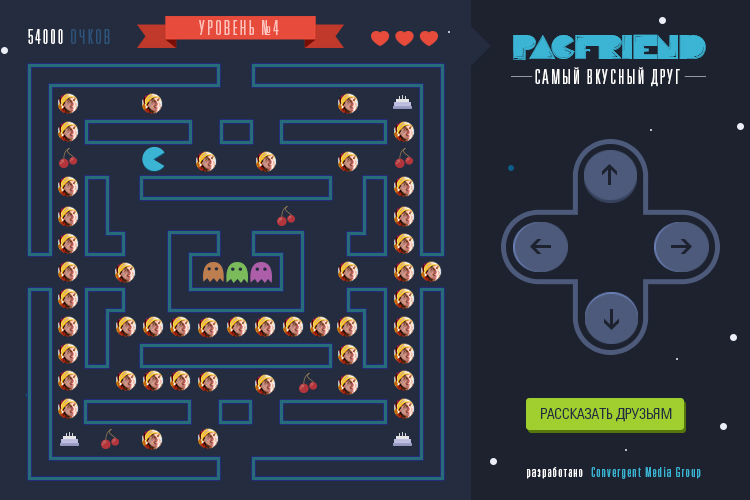 54000 ОЧКОВ
УРОВЕНЬ №4
PACFRIEND
САМЫЙ ВКУСНЫЙ ДРУГ
РАССКАЗАТЬ ДРУЗЬЯМ
разработано Convergent Media Group